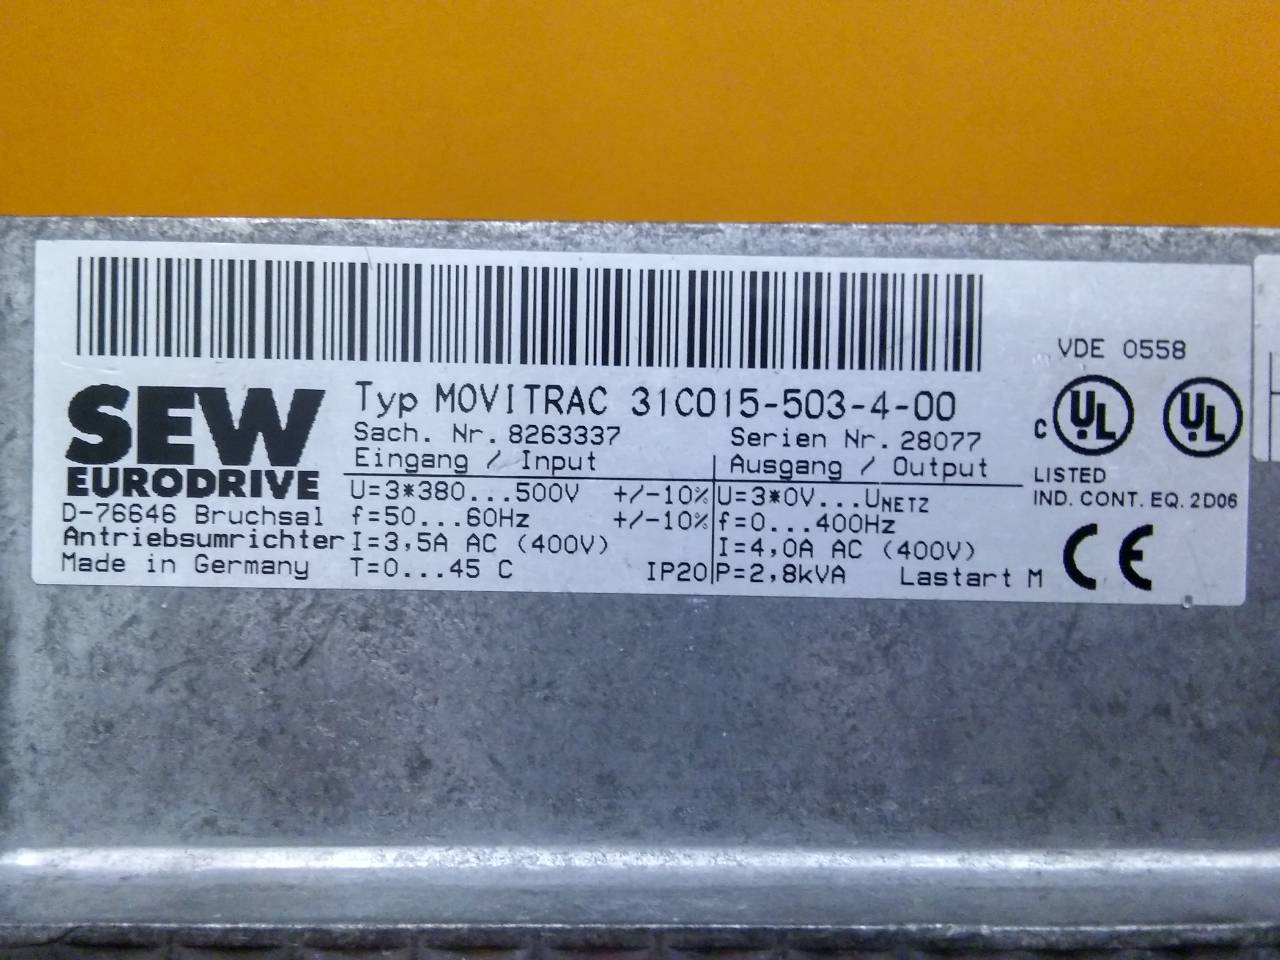 VDE 0558
SEW
EURODRIVE
D-76646 Bruchsal
Antriebsumrichter
Made in Germany
Typ MOVITRAC 31C015-503-4-00
Sach. Nr. 8263337 Serien Nr. 28077
Eingang / Input Ausgang / Output
U=3*380...500V +/-10% U=3*0V...UNETZ
f=50...60Hz +/-10% f=0...400Hz
I=3,5A AC (400V) I=4,0A AC (400V)
T=0...45 C IP20 P=2,8kVA Lastart M
C UL UL
LISTED
IND. CONT. EQ. 2D06
CE